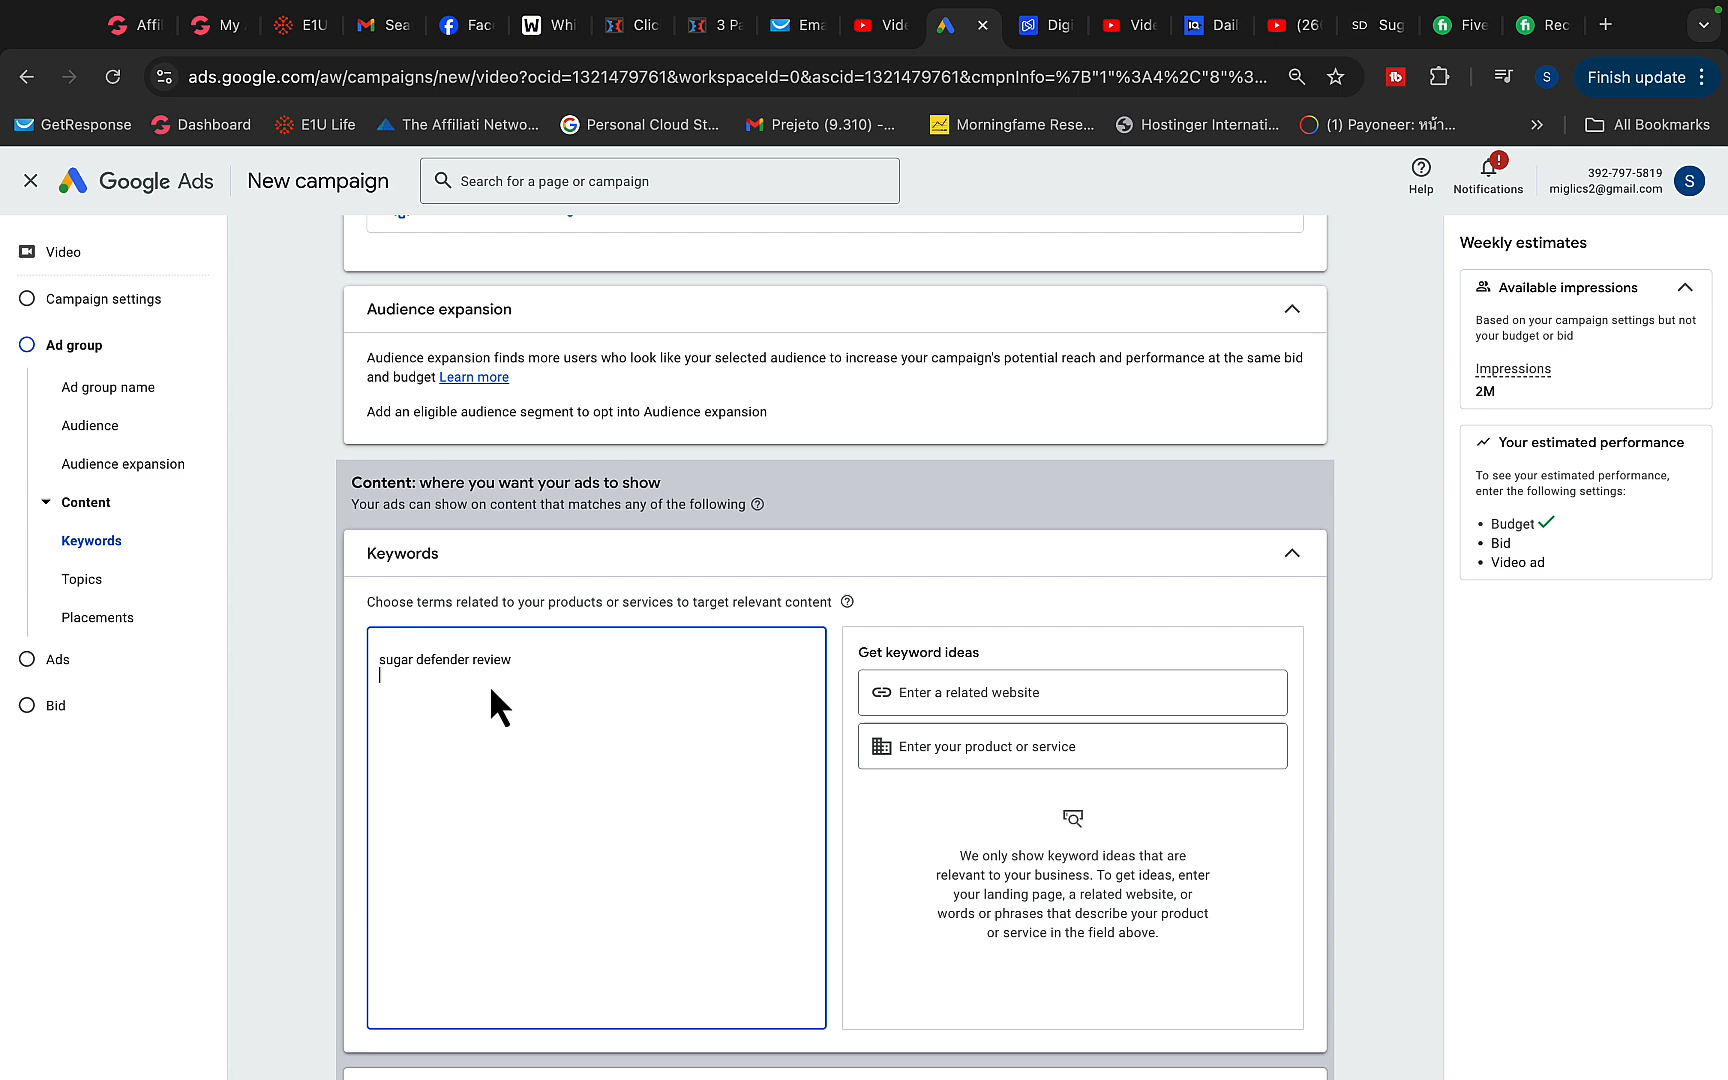 Affil
My
E1U
Sea
Fac
Whi
Clic
3 Pa
Ema
Vide
Digi
Vide
Dail
(26
SD Sug
Five
Rec
ads.google.com/aw/campaigns/new/video?ocid=1321479761&workspaceId=0&ascid=1321479761&cmpnInfo=%7B"1"%3A4%2C"8"%3...
S
Finish update
GetResponse
Dashboard
E1U Life
The Affiliati Netwo...
Personal Cloud St...
Prejeto (9.310) -...
Morningfame Rese...
Hostinger Internati...
(1) Payoneer: หน้า...
All Bookmarks
Google Ads
New campaign
Search for a page or campaign
Help
Notifications
392-797-5819
miglics2@gmail.com
S
Video
Campaign settings
Ad group
Ad group name
Audience
Audience expansion
Content
Keywords
Topics
Placements
Ads
Bid
Audience expansion
Audience expansion finds more users who look like your selected audience to increase your campaign's potential reach and performance at the same bid
and budget Learn more
Add an eligible audience segment to opt into Audience expansion
Content: where you want your ads to show
Your ads can show on content that matches any of the following
Keywords
Choose terms related to your products or services to target relevant content
sugar defender review
Get keyword ideas
Enter a related website
Enter your product or service
We only show keyword ideas that are
relevant to your business. To get ideas, enter
your landing page, a related website, or
words or phrases that describe your product
or service in the field above.
Weekly estimates
Available impressions
Based on your campaign settings but not
your budget or bid
Impressions
2M
Your estimated performance
To see your estimated performance,
enter the following settings:
• Budget
• Bid
• Video ad